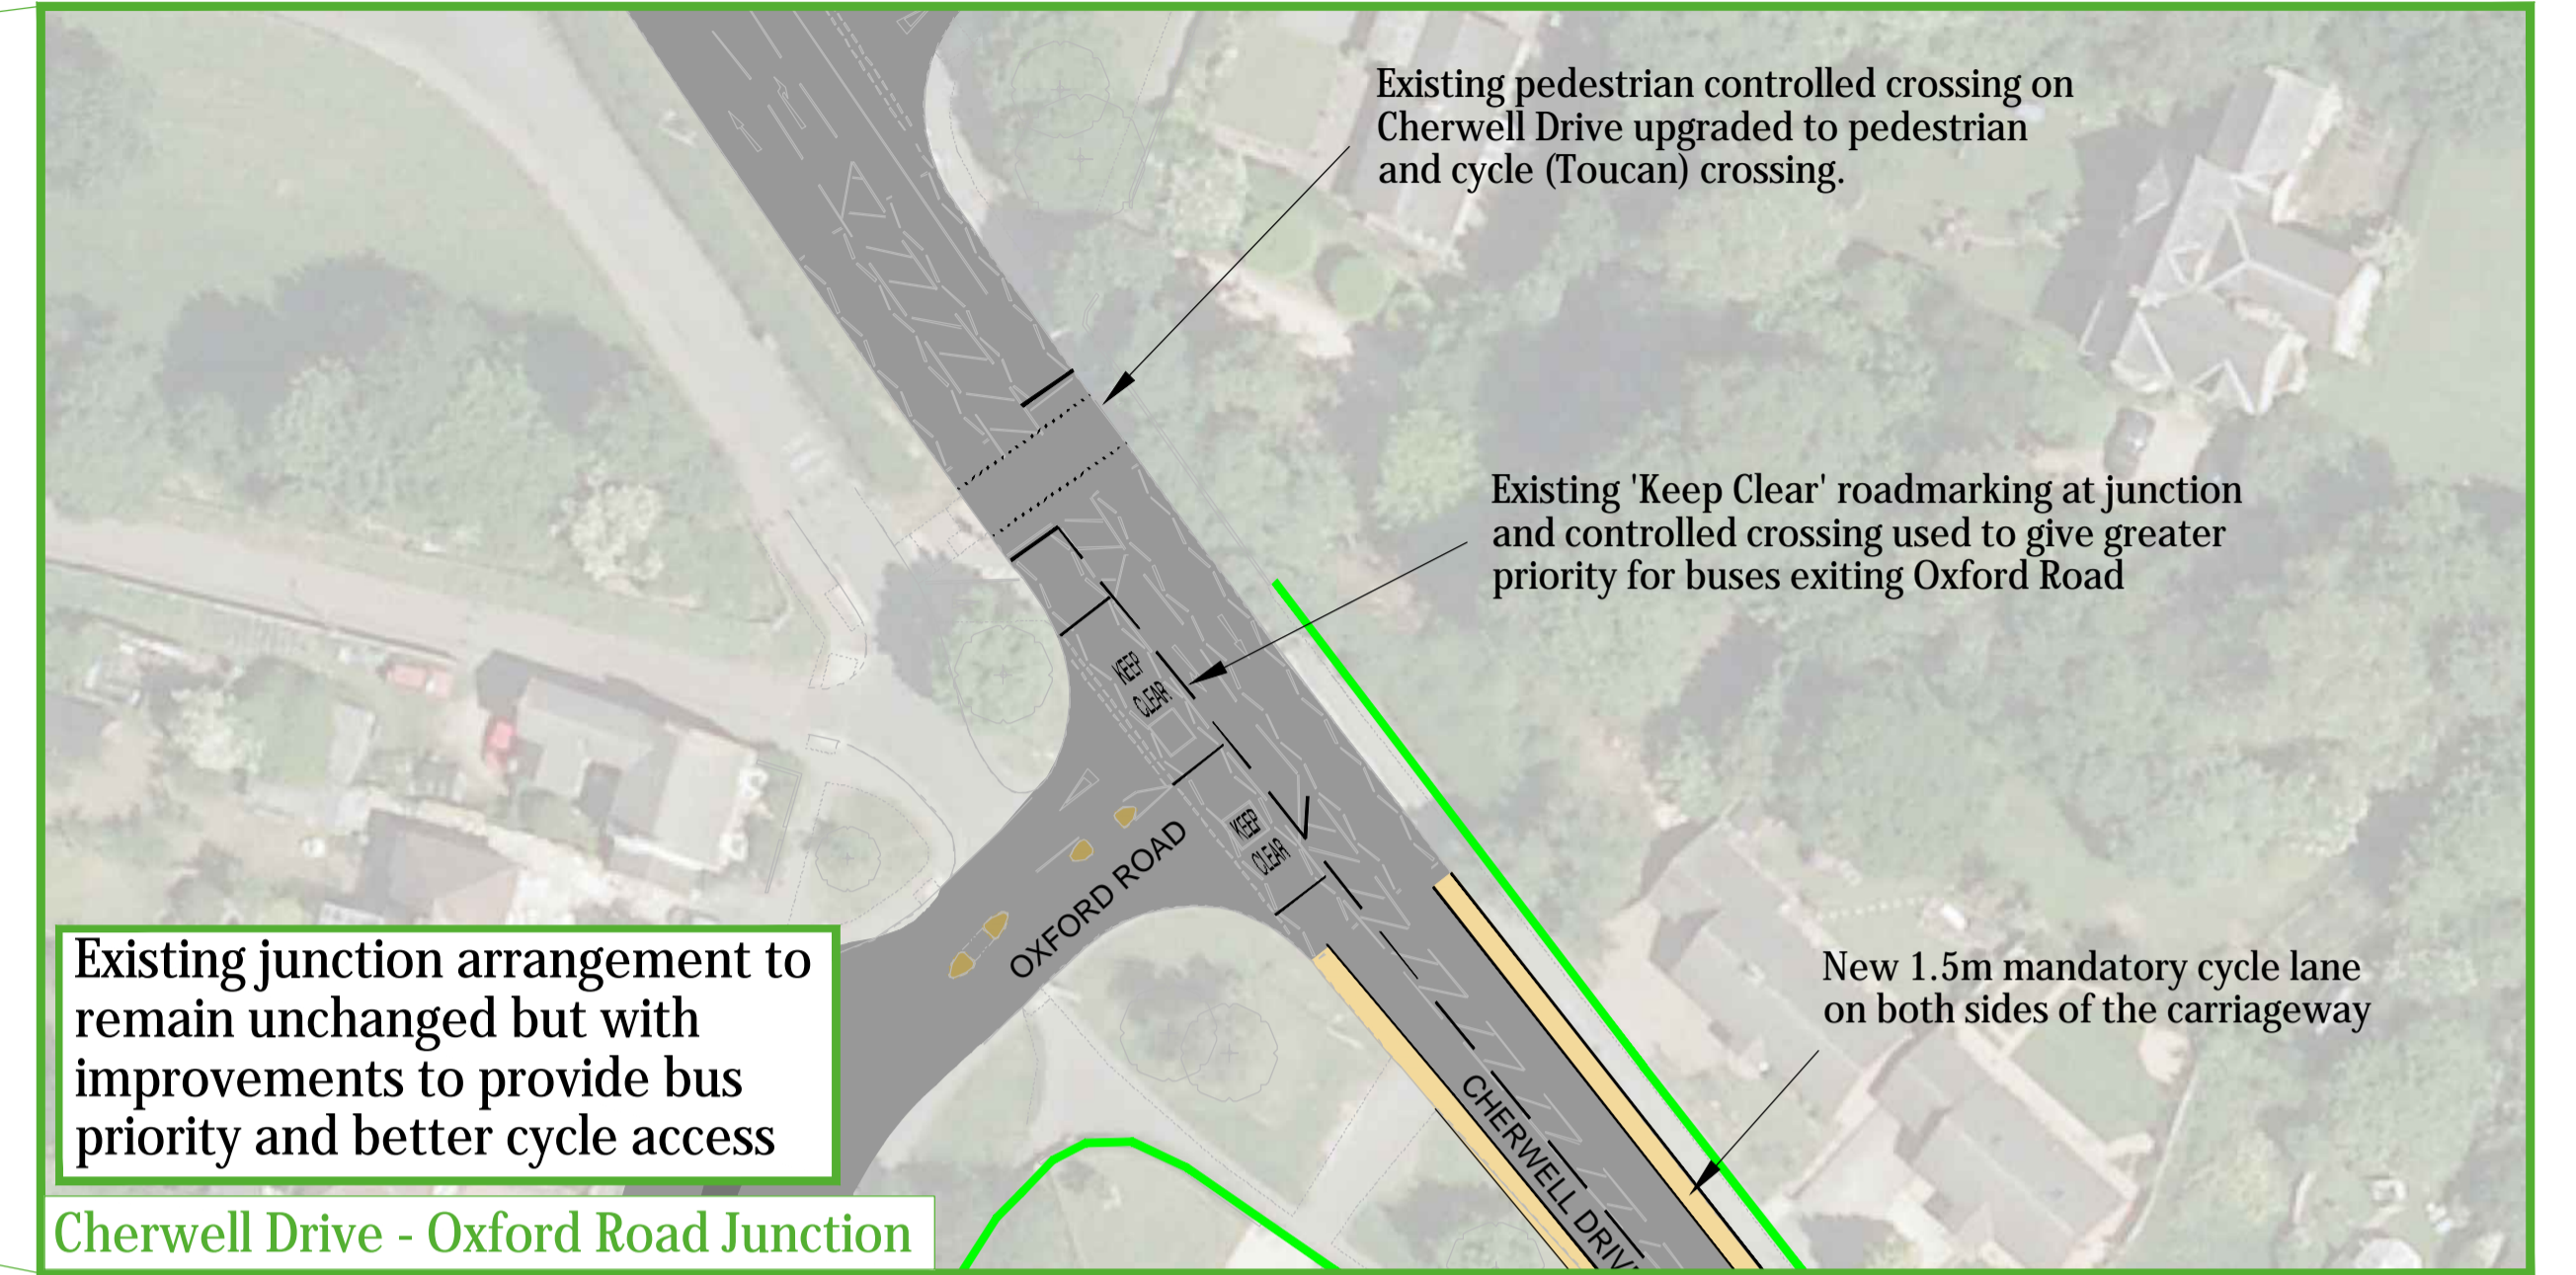 Existing pedestrian controlled crossing on
Cherwell Drive upgraded to pedestrian
and cycle (Toucan) crossing.
Existing 'Keep Clear' roadmarking at junction
and controlled crossing used to give greater
priority for buses exiting Oxford Road
KEEP
CLEAR
KEEP
CLEAR
OXFORD ROAD
New 1.5m mandatory cycle lane
on both sides of the carriageway
CHERWELL DRIV
Existing junction arrangement to
remain unchanged but with
improvements to provide bus
priority and better cycle access
Cherwell Drive - Oxford Road Junction